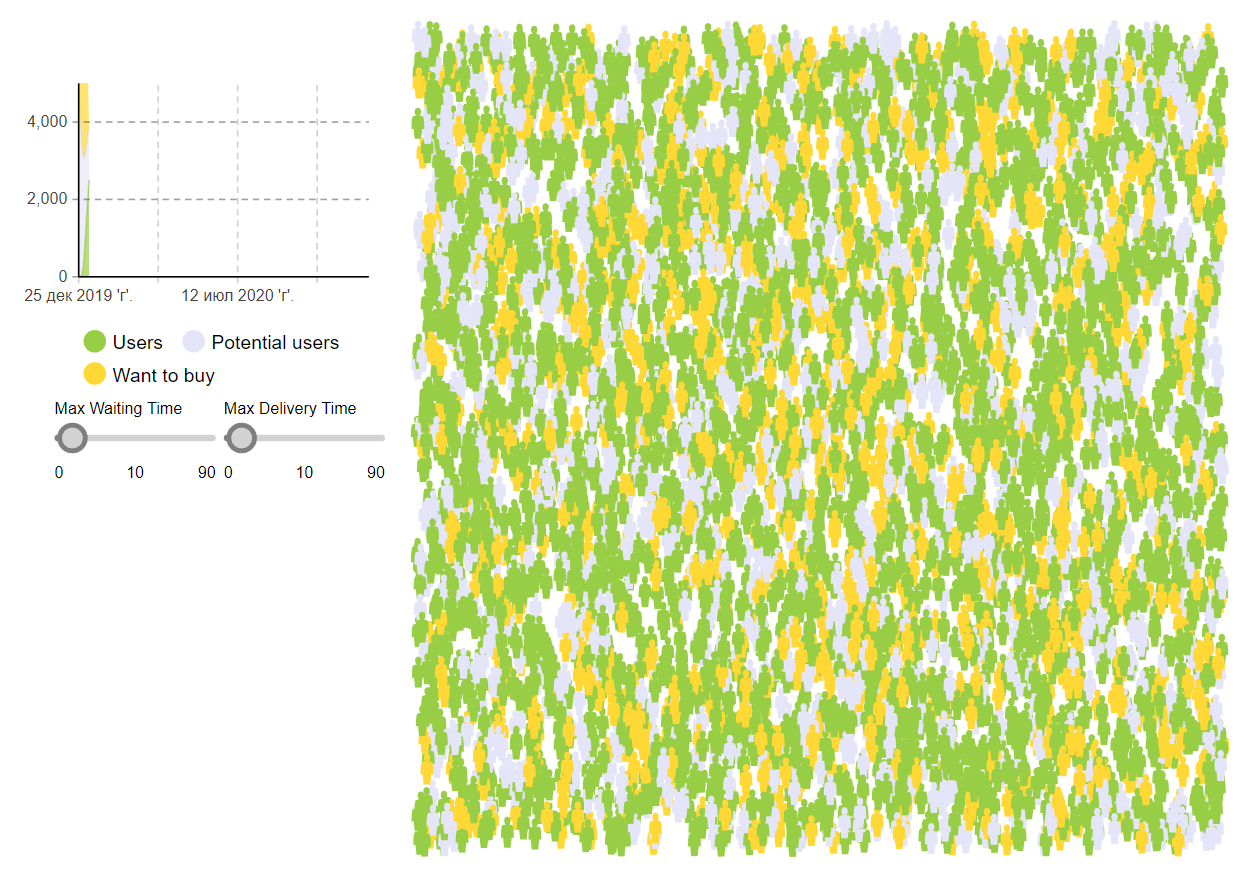 4,000
2,000
0
25 дек 2019 'г'. 12 июл 2020 'г'.
Users Potential users
Want to buy
Max Waiting Time Max Delivery Time
0 10 90 0 10 90